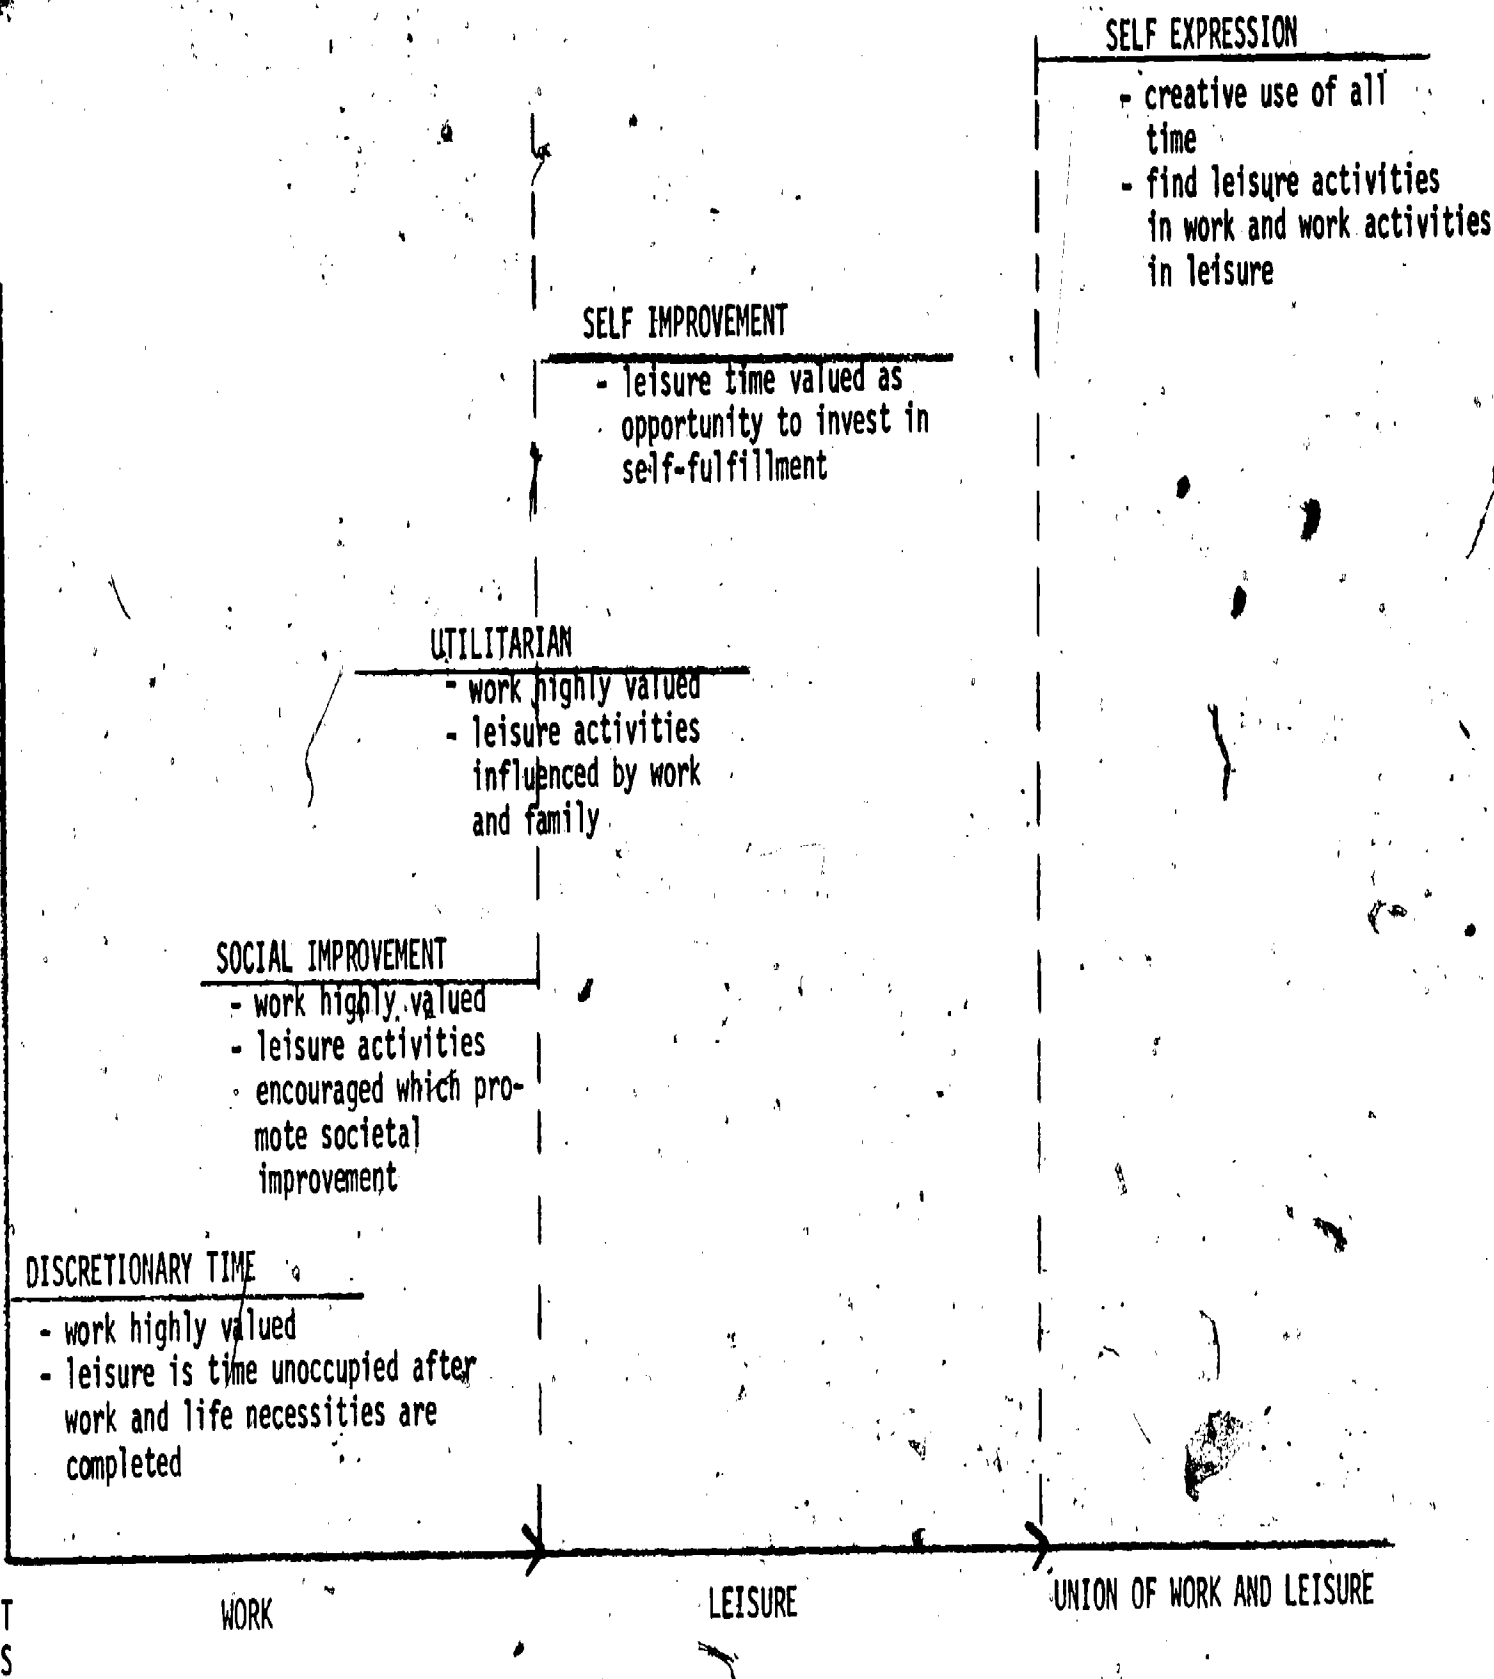 SELF EXPRESSION
- creative use of all
time
- find leisure activities
in work and work activities
in leisure
SELF IMPROVEMENT
- leisure time valued as
opportunity to invest in
self-fulfillment
UTILITARIAN
- work highly valued
- leisure activities
influenced by work
and family
SOCIAL IMPROVEMENT
- work highly valued
- leisure activities
encouraged which pro-
mote societal
improvement
DISCRETIONARY TIME
- work highly valued
- leisure is time unoccupied after
work and life necessities are
completed
WORK
LEISURE
UNION OF WORK AND LEISURE
T
S